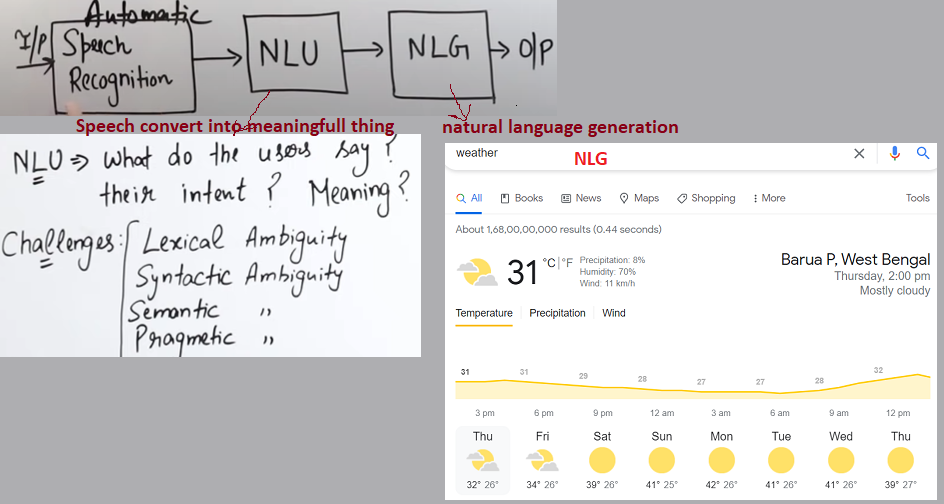 Automatic
I/P Speech Recognition → NLU → NLG → O/P
Speech convert into meaningfull thing
natural language generation
NLU ⇒ What do the users say?
their intent? Meaning?
Challenges: Lexical Ambiguity
Syntactic Ambiguity
Semantic "
Pragmetic "
weather
NLG
All Books News Maps Shopping More Tools
About 1,68,00,00,000 results (0.44 seconds)
31 °C | °F
Precipitation: 8%
Humidity: 70%
Wind: 11 km/h
Barua P, West Bengal
Thursday, 2:00 pm
Mostly cloudy
Temperature Precipitation Wind
31 31 29 28 27 27 28 32
3 pm 6 pm 9 pm 12 am 3 am 6 am 9 am 12 pm
Thu Fri Sat Sun Mon Tue Wed Thu
32° 26° 34° 26° 39° 26° 41° 25° 42° 26° 41° 26° 41° 26° 39° 27°